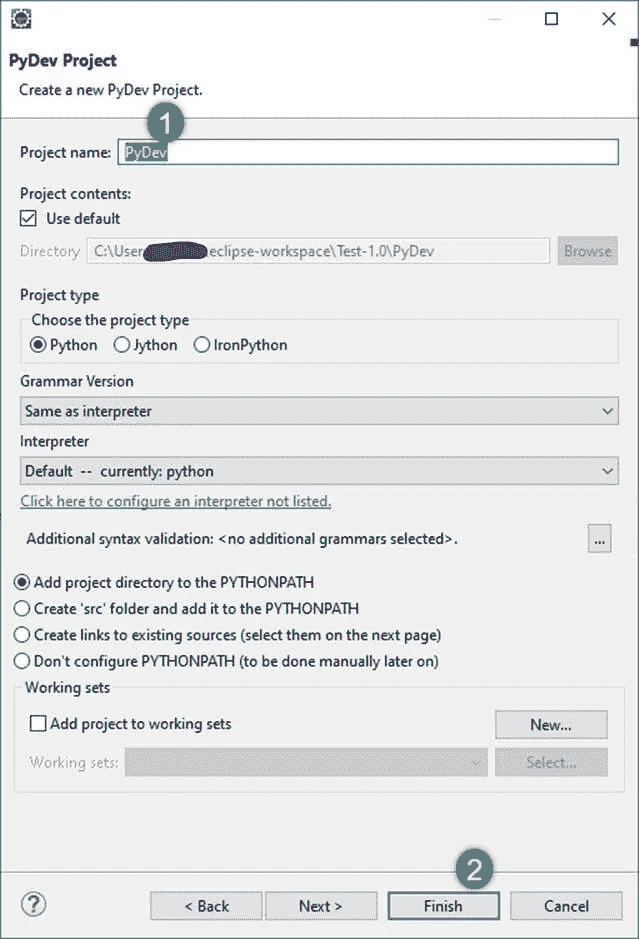 PyDev Project
Create a new PyDev Project.
1
Project name: PyDev
Project contents:
Use default
Directory C:\User eclipse-workspace\Test-1.0\PyDev Browse
Project type
Choose the project type
Python Jython IronPython
Grammar Version
Same as interpreter
Interpreter
Default -- currently: python
Click here to configure an interpreter not listed.
Additional syntax validation: <no additional grammars selected>. ...
Add project directory to the PYTHONPATH
Create 'src' folder and add it to the PYTHONPATH
Create links to existing sources (select them on the next page)
Don't configure PYTHONPATH (to be done manually later on)
Working sets
Add project to working sets New...
Working sets: Select...
2
? < Back Next > Finish Cancel